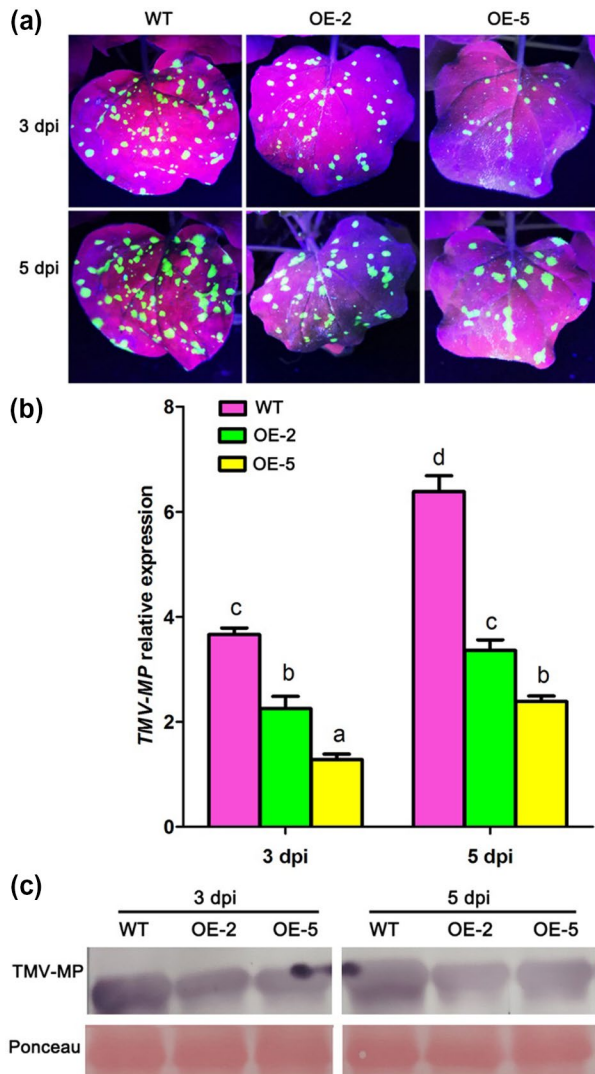 (a)
WT OE-2 OE-5
3 dpi
5 dpi
(b)
8
6
4
2
0
TMV-MP relative expression
WT
OE-2
OE-5
c
b
a
d
c
b
3 dpi 5 dpi
(c)
3 dpi 5 dpi
WT OE-2 OE-5 WT OE-2 OE-5
TMV-MP
Ponceau